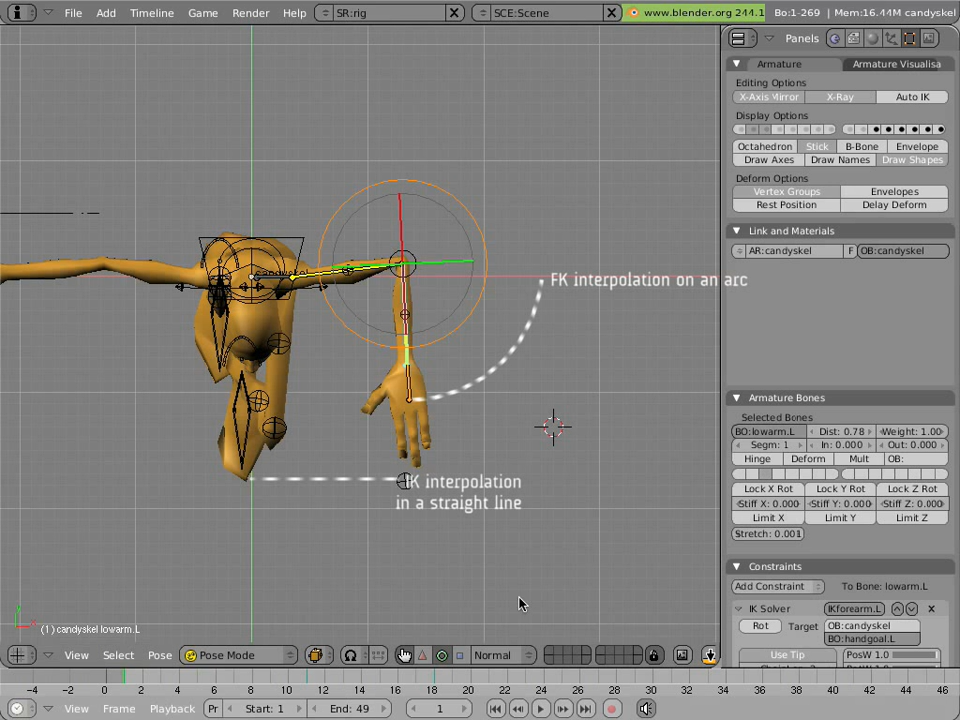 File Add Timeline Game Render Help SR:rig SCE:Scene www.blender.org 244.1 Bo:1-269 | Mem:16.44M candyskel
Panels
Armature Armature Visualisa
Editing Options
X-Axis Mirror X-Ray Auto IK
Display Options
Octahedron Stick B-Bone Envelope
Draw Axes Draw Names Draw Shapes
Deform Options
Vertex Groups Envelopes
Rest Position Delay Deform
Link and Materials
AR:candyskel F OB:candyskel
candyskel
FK interpolation on an arc
Armature Bones
Selected Bones
BO:lowarm.L Dist: 0.78 Weight: 1.00
Segm: 1 In: 0.000 Out: 0.000
Hinge Deform Mult OB:
IK interpolation
in a straight line
Lock X Rot Lock Y Rot Lock Z Rot
Stiff X: 0.000 Stiff Y: 0.000 Stiff Z: 0.000
Limit X Limit Y Limit Z
Stretch: 0.001
Constraints
Add Constraint To Bone: lowarm.L
IK Solver IKforearm.L
Rot Target OB:candyskel
BO:handgoal.L
Use Tip PosW 1.0
y
x
(1) candyskel lowarm.L
View Select Pose Pose Mode Normal
-4 -2 0 2 4 6 8 10 12 14 16 18 20 22 24 26 28 30 32 34 36 38 40 42 44 46
View Frame Playback Pr Start: 1 End: 49 1